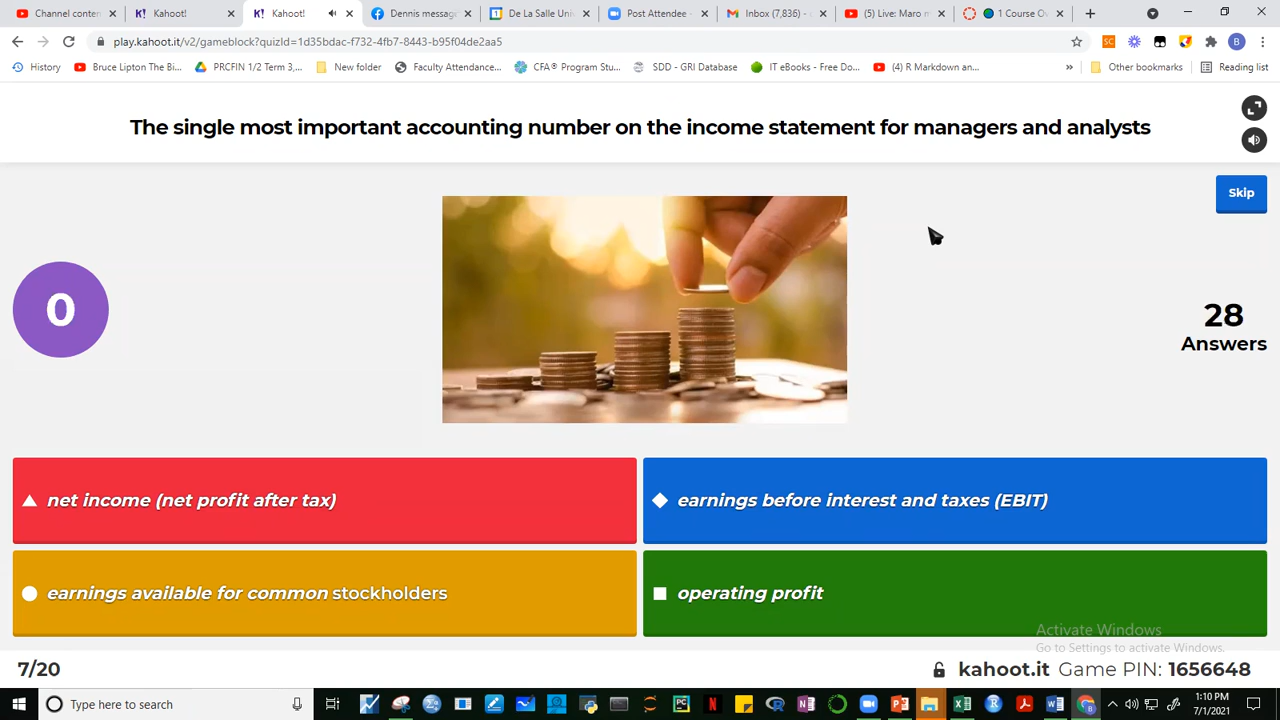 Channel conten
Kahoot!
Kahoot!
Dennis messag
De La Salle Uni
Post Attendee -
Inbox (7,836) -
(5) Live: Maro r
1 Course Ov
play.kahoot.it/v2/gameblock?quizId=1d35bdac-f732-4fb7-8443-b95f04de2aa5
SC
B
History
Bruce Lipton The Bi...
PRCFIN 1/2 Term 3,...
New folder
Faculty Attendance...
CFA® Program Stu...
SDD - GRI Database
IT eBooks - Free Do...
(4) R Markdown an...
»
Other bookmarks
Reading list
The single most important accounting number on the income statement for managers and analysts
Skip
0
28
Answers
net income (net profit after tax)
earnings before interest and taxes (EBIT)
earnings available for common stockholders
operating profit
Activate Windows
Go to Settings to activate Windows.
7/20
kahoot.it Game PIN: 1656648
Type here to search
1:10 PM
7/1/2021